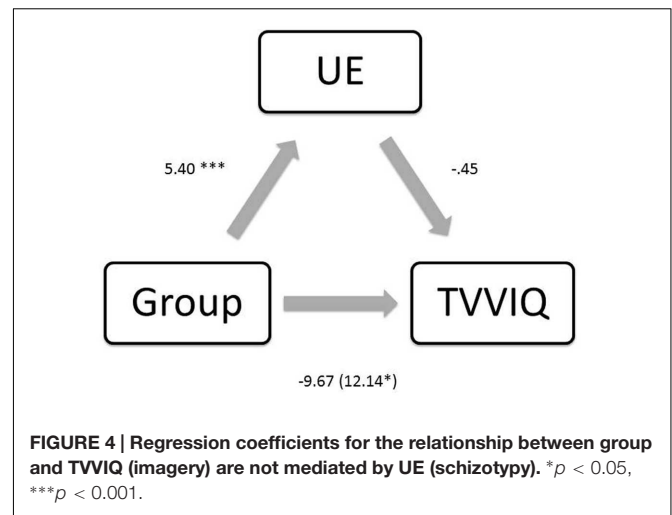 UE
5.40 ***
-.45
Group
TVVIQ
-9.67 (12.14*)
FIGURE 4 | Regression coefficients for the relationship between group
and TVVIQ (imagery) are not mediated by UE (schizotypy). *p < 0.05,
***p < 0.001.